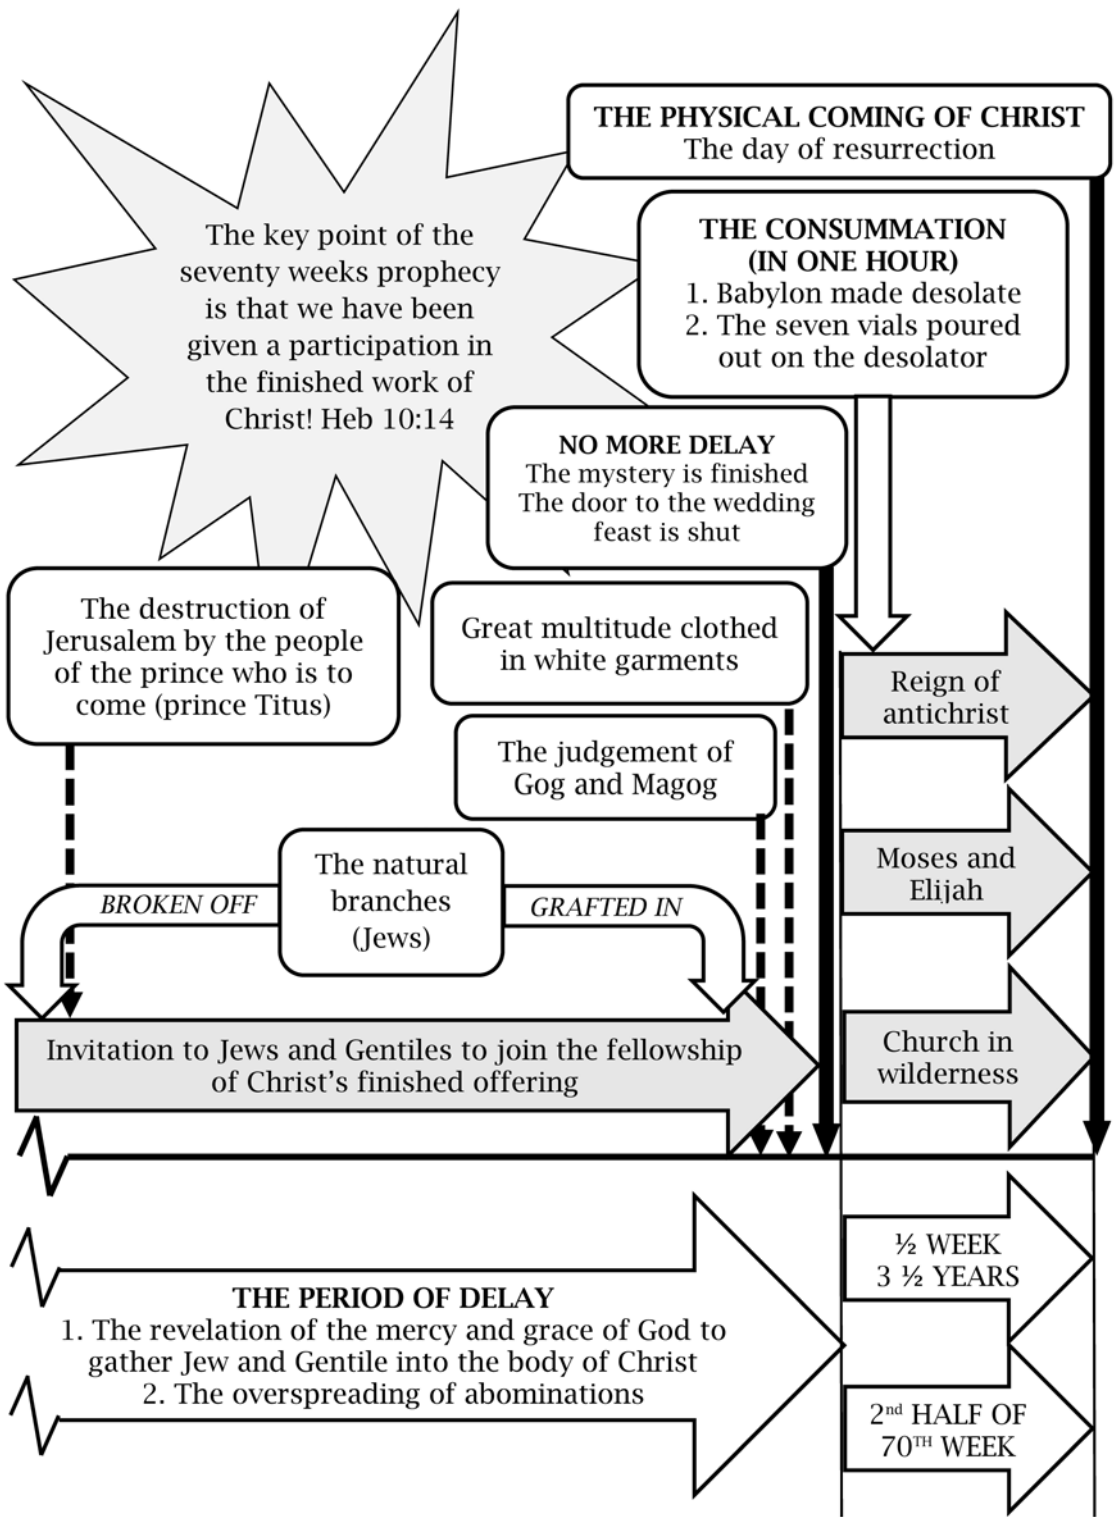 THE PHYSICAL COMING OF CHRIST
The day of resurrection
The key point of the
seventy weeks prophecy
is that we have been
given a participation in
the finished work of
Christ! Heb 10:14
THE CONSUMMATION
(IN ONE HOUR)
1. Babylon made desolate
2. The seven vials poured
out on the desolator
NO MORE DELAY
The mystery is finished
The door to the wedding
feast is shut
The destruction of
Jerusalem by the people
of the prince who is to
come (prince Titus)
Great multitude clothed
in white garments
The judgement of
Gog and Magog
Reign of
antichrist
The natural
branches
(Jews)
BROKEN OFF
GRAFTED IN
Moses and
Elijah
Invitation to Jews and Gentiles to join the fellowship
of Christ's finished offering
Church in
wilderness
THE PERIOD OF DELAY
1. The revelation of the mercy and grace of God to
gather Jew and Gentile into the body of Christ
2. The overspreading of abominations
½ WEEK
3 ½ YEARS
2nd HALF OF
70TH WEEK